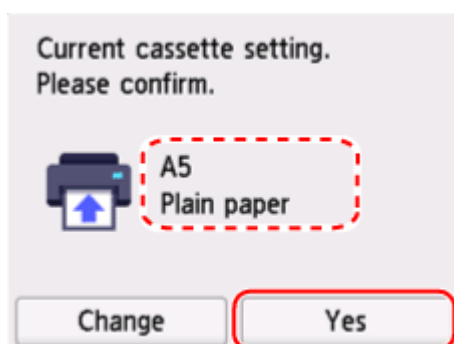 Current cassette setting.
Please confirm.
A5
Plain paper
Change
Yes